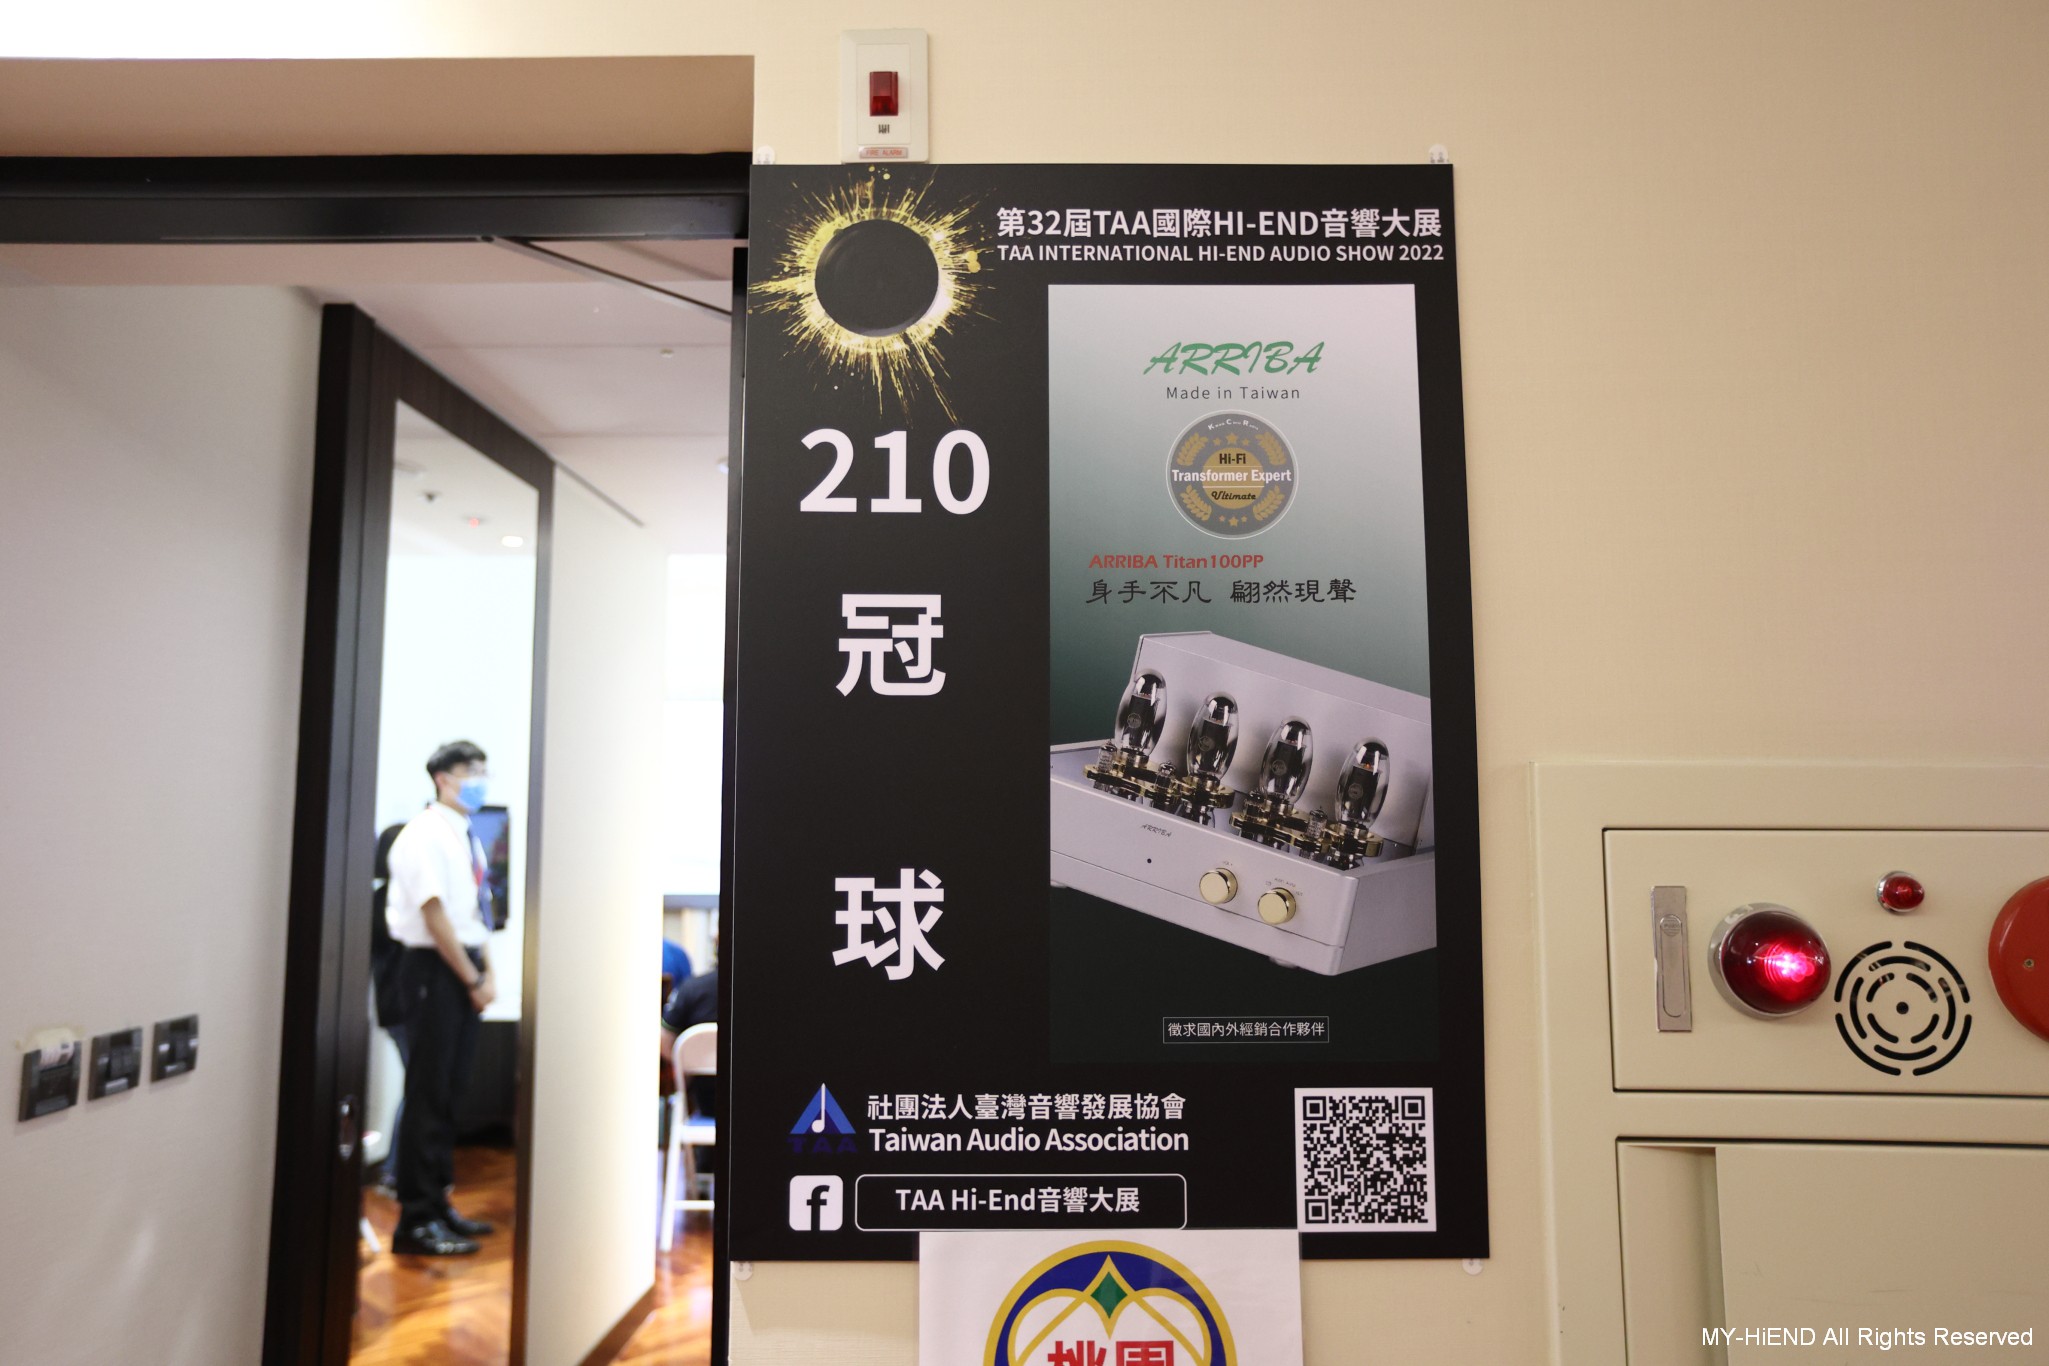 FIRE ALARM
第32屆TAA國際HI-END音響大展
TAA INTERNATIONAL HI-END AUDIO SHOW 2022
ARRIBA
Made in Taiwan
Hi-Fi
Transformer Expert
Ultimate
ARRIBA Titan100PP
身手不凡 翩然現聲
210
冠
球
ARRIBA
徵求國內外經銷合作夥伴
社團法人臺灣音響發展協會
Taiwan Audio Association
TAA
TAA Hi-End音響大展
桃園
MY-HiEND All Rights Reserved